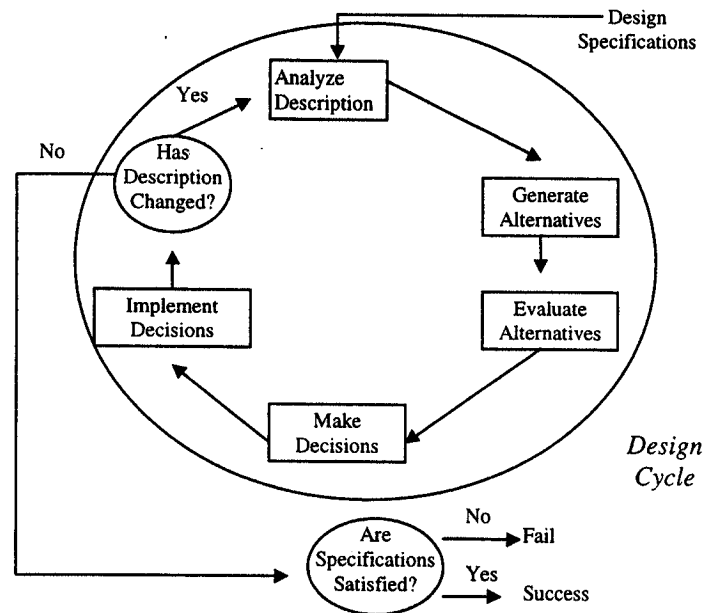 Design
Specifications
Analyze
Description
Yes
No
Has
Description
Changed?
Generate
Alternatives
Implement
Decisions
Evaluate
Alternatives
Make
Decisions
Design
Cycle
Are
Specifications
Satisfied?
No
Fail
Yes
Success